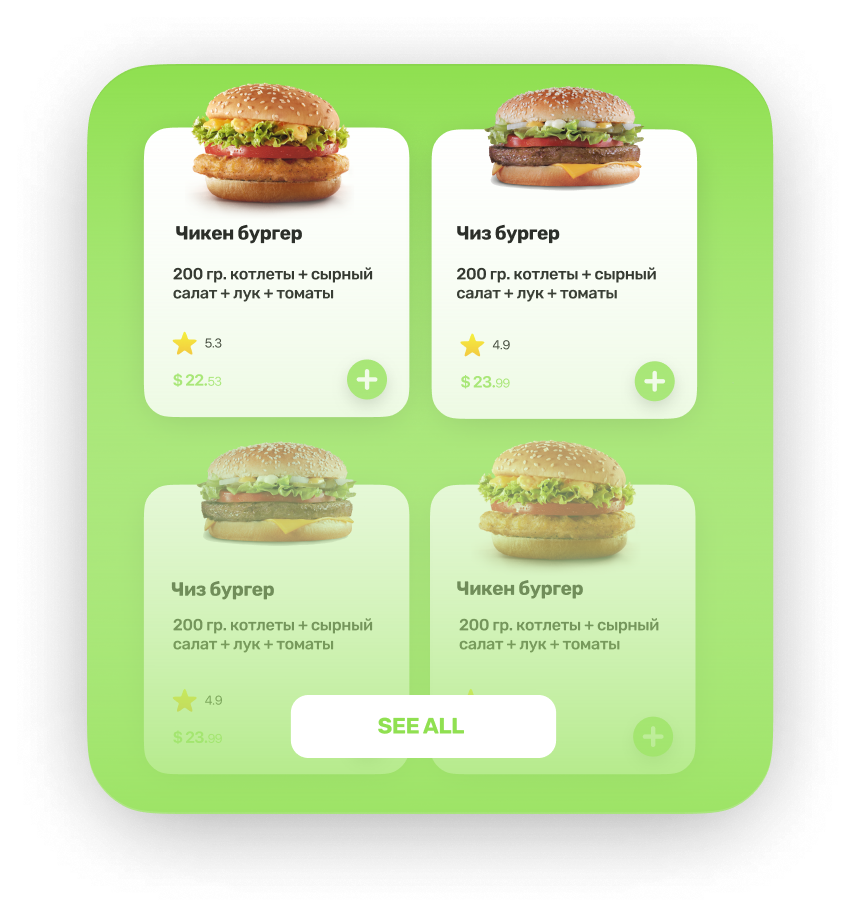 Чикен бургер
200 гр. котлеты + сырный
салат + лук + томаты
5.3
$ 22.53
Чиз бургер
200 гр. котлеты + сырный
салат + лук + томаты
4.9
$ 23.99
Чиз бургер
200 гр. котлеты + сырный
салат + лук + томаты
4.9
$ 23.99
Чикен бургер
200 гр. котлеты + сырный
салат + лук + томаты
SEE ALL